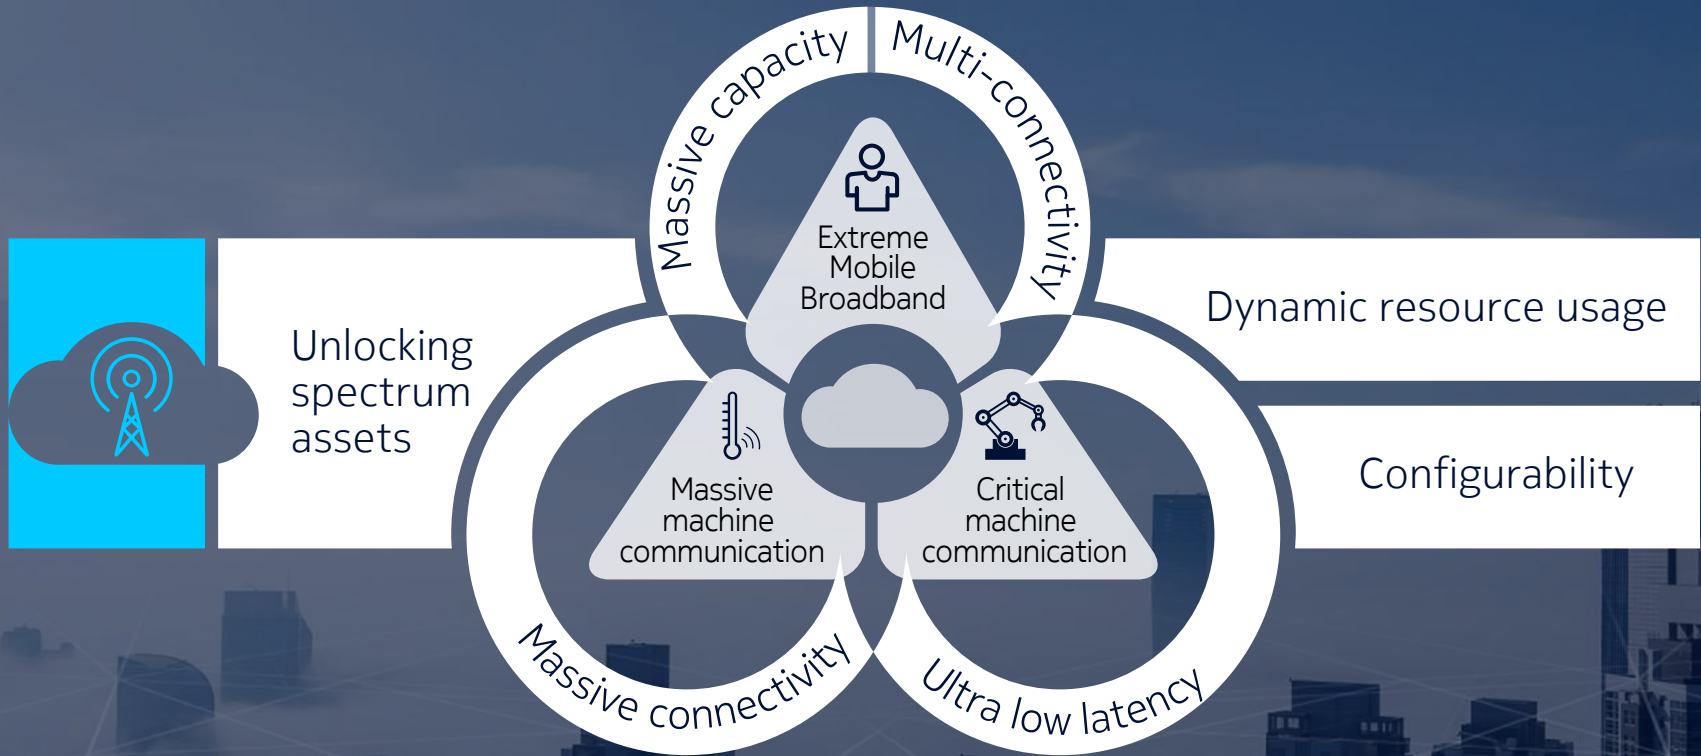 Massive capacity
Multi-connectivity
Extreme
Mobile
Broadband
Unlocking
spectrum
assets
Dynamic resource usage
Configurability
Massive
machine
communication
Critical
machine
communication
Massive connectivity
Ultra low latency